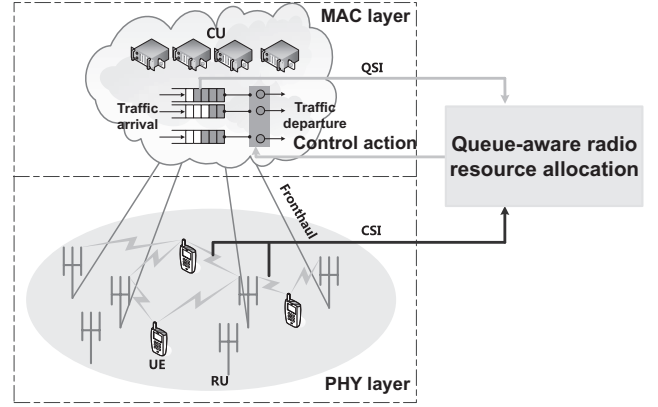 MAC layer
CU
QSI
Traffic
arrival
Traffic
departure
Control action
Queue-aware radio
resource allocation
Fronthaul
CSI
UE
RU
PHY layer